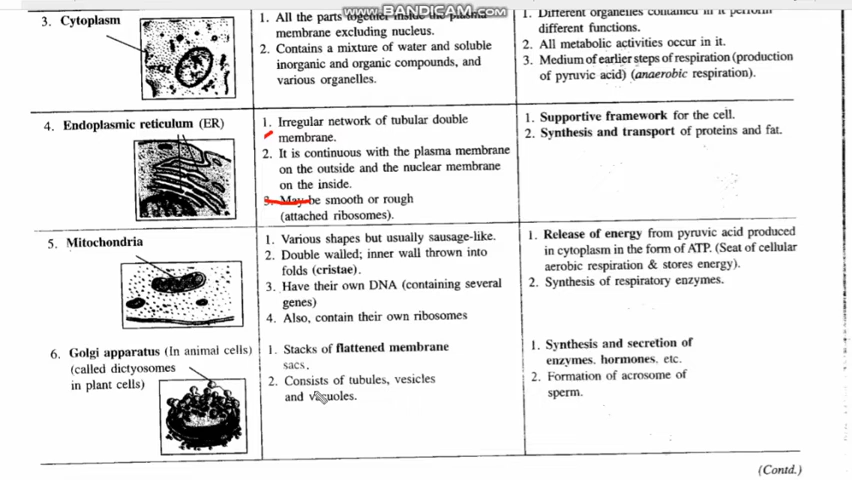 www.BANDICAM.com
3. Cytoplasm
1. All the parts together inside the plasma
membrane excluding nucleus.
2. Contains a mixture of water and soluble
inorganic and organic compounds, and
various organelles.
1. Different organelles contained in it perform
different functions.
2. All metabolic activities occur in it.
3. Medium of earlier steps of respiration (production
of pyruvic acid) (anaerobic respiration).
4. Endoplasmic reticulum (ER)
1. Irregular network of tubular double
membrane.
2. It is continuous with the plasma membrane
on the outside and the nuclear membrane
on the inside.
3. May be smooth or rough
(attached ribosomes).
1. Supportive framework for the cell.
2. Synthesis and transport of proteins and fat.
5. Mitochondria
1. Various shapes but usually sausage-like.
2. Double walled; inner wall thrown into
folds (cristae).
3. Have their own DNA (containing several
genes)
4. Also, contain their own ribosomes
1. Release of energy from pyruvic acid produced
in cytoplasm in the form of ATP. (Seat of cellular
aerobic respiration & stores energy).
2. Synthesis of respiratory enzymes.
6. Golgi apparatus (In animal cells)
(called dictyosomes
in plant cells)
1. Stacks of flattened membrane
sacs.
2. Consists of tubules, vesicles
and vacuoles.
1. Synthesis and secretion of
enzymes, hormones, etc.
2. Formation of acrosome of
sperm.
(Contd.)